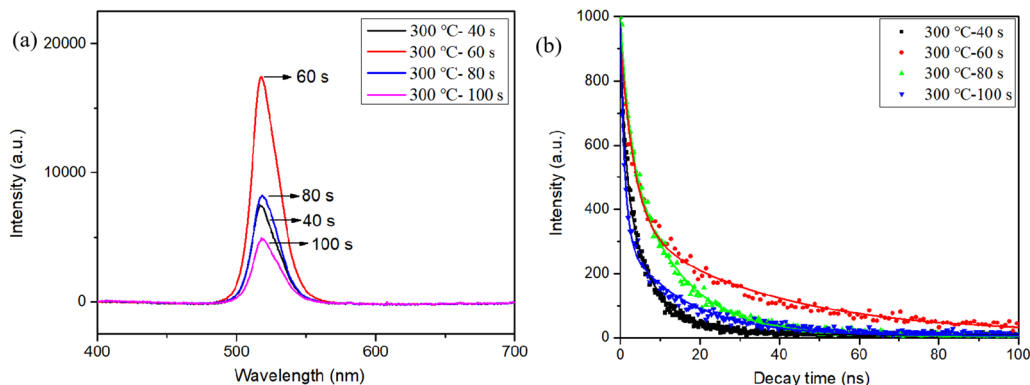 (a)
20000
10000
0
Intensity (a.u.)
300 ℃- 40 s
300 ℃- 60 s
300 ℃- 80 s
300 ℃- 100 s
60 s
80 s
40 s
100 s
400
500
600
700
Wavelength (nm)
(b)
1000
800
600
400
200
0
Intensity (a.u.)
300 ℃-40 s
300 ℃-60 s
300 ℃-80 s
300 ℃-100 s
0
20
40
60
80
100
Decay time (ns)